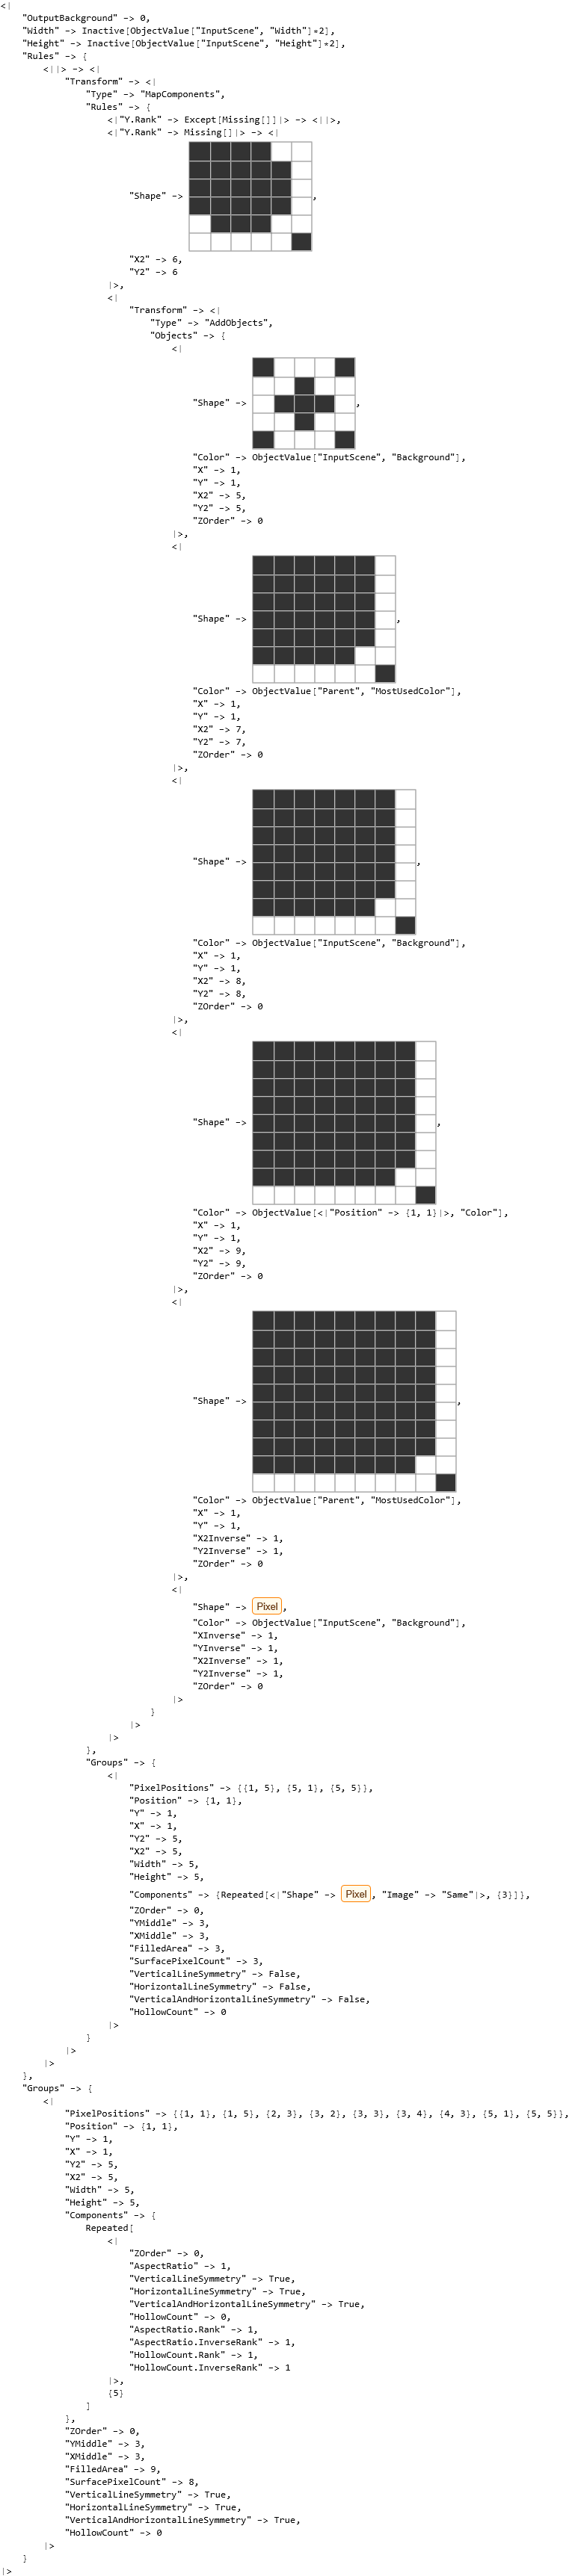 <|
"OutputBackground" -> 0,
"Width" -> Inactive[ObjectValue["InputScene", "Width"]*2],
"Height" -> Inactive[ObjectValue["InputScene", "Height"]*2],
"Rules" -> {
<||> -> <|
"Transform" -> <|
"Type" -> "MapComponents",
"Rules" -> {
<|"Y.Rank" -> Except[Missing[]]|> -> <||>,
<|"Y.Rank" -> Missing[]|> -> <|
"Shape" -> ,
"X2" -> 6,
"Y2" -> 6
|>,
<|
"Transform" -> <|
"Type" -> "AddObjects",
"Objects" -> {
<|
"Shape" -> ,
"Color" -> ObjectValue["InputScene", "Background"],
"X" -> 1,
"Y" -> 1,
"X2" -> 5,
"Y2" -> 5,
"ZOrder" -> 0
|>,
<|
"Shape" -> ,
"Color" -> ObjectValue["Parent", "MostUsedColor"],
"X" -> 1,
"Y" -> 1,
"X2" -> 7,
"Y2" -> 7,
"ZOrder" -> 0
|>,
<|
"Shape" -> ,
"Color" -> ObjectValue["InputScene", "Background"],
"X" -> 1,
"Y" -> 1,
"X2" -> 8,
"Y2" -> 8,
"ZOrder" -> 0
|>,
<|
"Shape" -> ,
"Color" -> ObjectValue[<|"Position" -> {1, 1}|>, "Color"],
"X" -> 1,
"Y" -> 1,
"X2" -> 9,
"Y2" -> 9,
"ZOrder" -> 0
|>,
<|
"Shape" -> ,
"Color" -> ObjectValue["Parent", "MostUsedColor"],
"X" -> 1,
"Y" -> 1,
"X2Inverse" -> 1,
"Y2Inverse" -> 1,
"ZOrder" -> 0
|>,
<|
"Shape" -> Pixel,
"Color" -> ObjectValue["InputScene", "Background"],
"XInverse" -> 1,
"YInverse" -> 1,
"X2Inverse" -> 1,
"Y2Inverse" -> 1,
"ZOrder" -> 0
|>
}
|>
|>
},
"Groups" -> {
<|
"PixelPositions" -> {{1, 5}, {5, 1}, {5, 5}},
"Position" -> {1, 1},
"Y" -> 1,
"X" -> 1,
"Y2" -> 5,
"X2" -> 5,
"Width" -> 5,
"Height" -> 5,
"Components" -> {Repeated[<|"Shape" -> Pixel, "Image" -> "Same"|>, {3}]},
"ZOrder" -> 0,
"YMiddle" -> 3,
"XMiddle" -> 3,
"FilledArea" -> 3,
"SurfacePixelCount" -> 3,
"VerticalLineSymmetry" -> False,
"HorizontalLineSymmetry" -> False,
"VerticalAndHorizontalLineSymmetry" -> False,
"HollowCount" -> 0
|>
}
|>
|>
},
"Groups" -> {
<|
"PixelPositions" -> {{1, 1}, {1, 5}, {2, 3}, {3, 2}, {3, 3}, {3, 4}, {4, 3}, {5, 1}, {5, 5}},
"Position" -> {1, 1},
"Y" -> 1,
"X" -> 1,
"Y2" -> 5,
"X2" -> 5,
"Width" -> 5,
"Height" -> 5,
"Components" -> {
Repeated[
<|
"ZOrder" -> 0,
"AspectRatio" -> 1,
"VerticalLineSymmetry" -> True,
"HorizontalLineSymmetry" -> True,
"VerticalAndHorizontalLineSymmetry" -> True,
"HollowCount" -> 0,
"AspectRatio.Rank" -> 1,
"AspectRatio.InverseRank" -> 1,
"HollowCount.Rank" -> 1,
"HollowCount.InverseRank" -> 1
|>,
{5}
]
},
"ZOrder" -> 0,
"YMiddle" -> 3,
"XMiddle" -> 3,
"FilledArea" -> 9,
"SurfacePixelCount" -> 8,
"VerticalLineSymmetry" -> True,
"HorizontalLineSymmetry" -> True,
"VerticalAndHorizontalLineSymmetry" -> True,
"HollowCount" -> 0
|>
}
|>